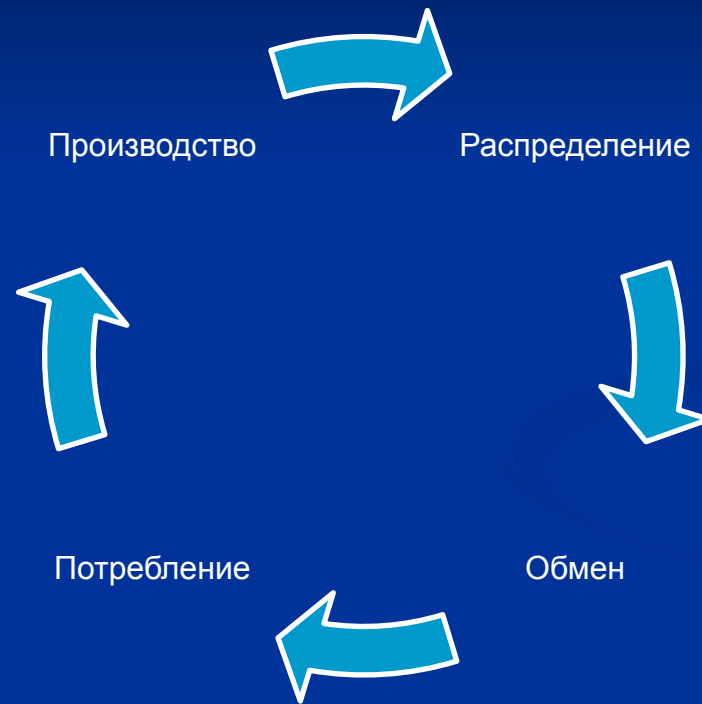 Производство
Распределение
Потребление
Обмен